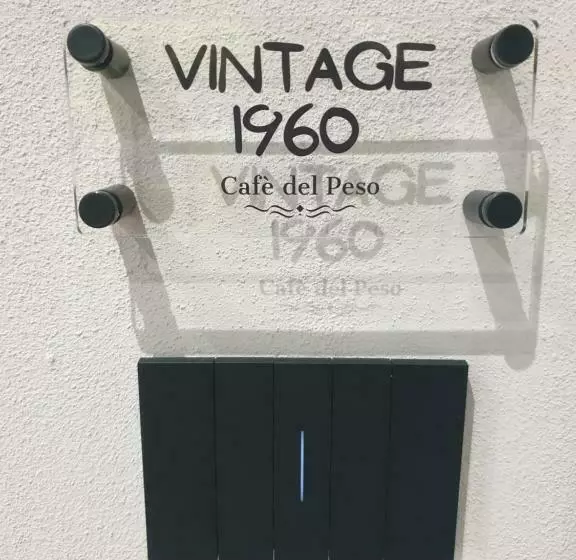 VINTAGE
1960
Cafè del Peso